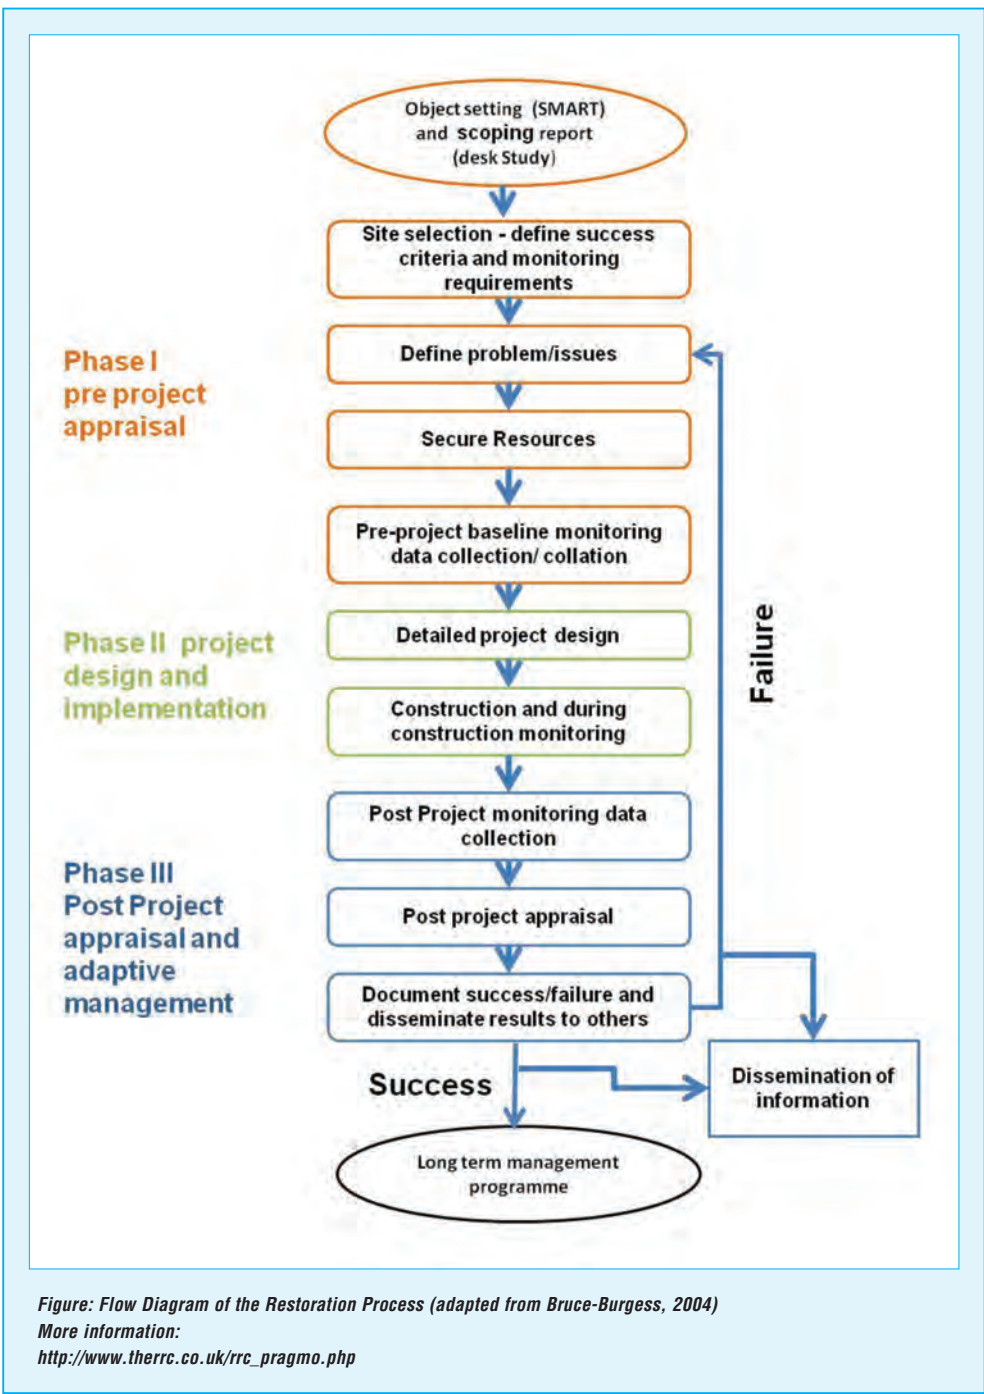 Object setting (SMART)
and scoping report
(desk Study)
Site selection - define success
criteria and monitoring
requirements
Phase I
pre project
appraisal
Define problem/issues
Secure Resources
Pre-project baseline monitoring
data collection/ collation
Phase II project
design and
implementation
Detailed project design
Construction and during
construction monitoring
Failure
Phase III
Post Project
appraisal and
adaptive
management
Post Project monitoring data
collection
Post project appraisal
Document success/failure and
disseminate results to others
Success
Dissemination of
information
Long term management
programme
Figure: Flow Diagram of the Restoration Process (adapted from Bruce-Burgess, 2004)
More information:
http://www.therrc.co.uk/rrc_pragmo.php